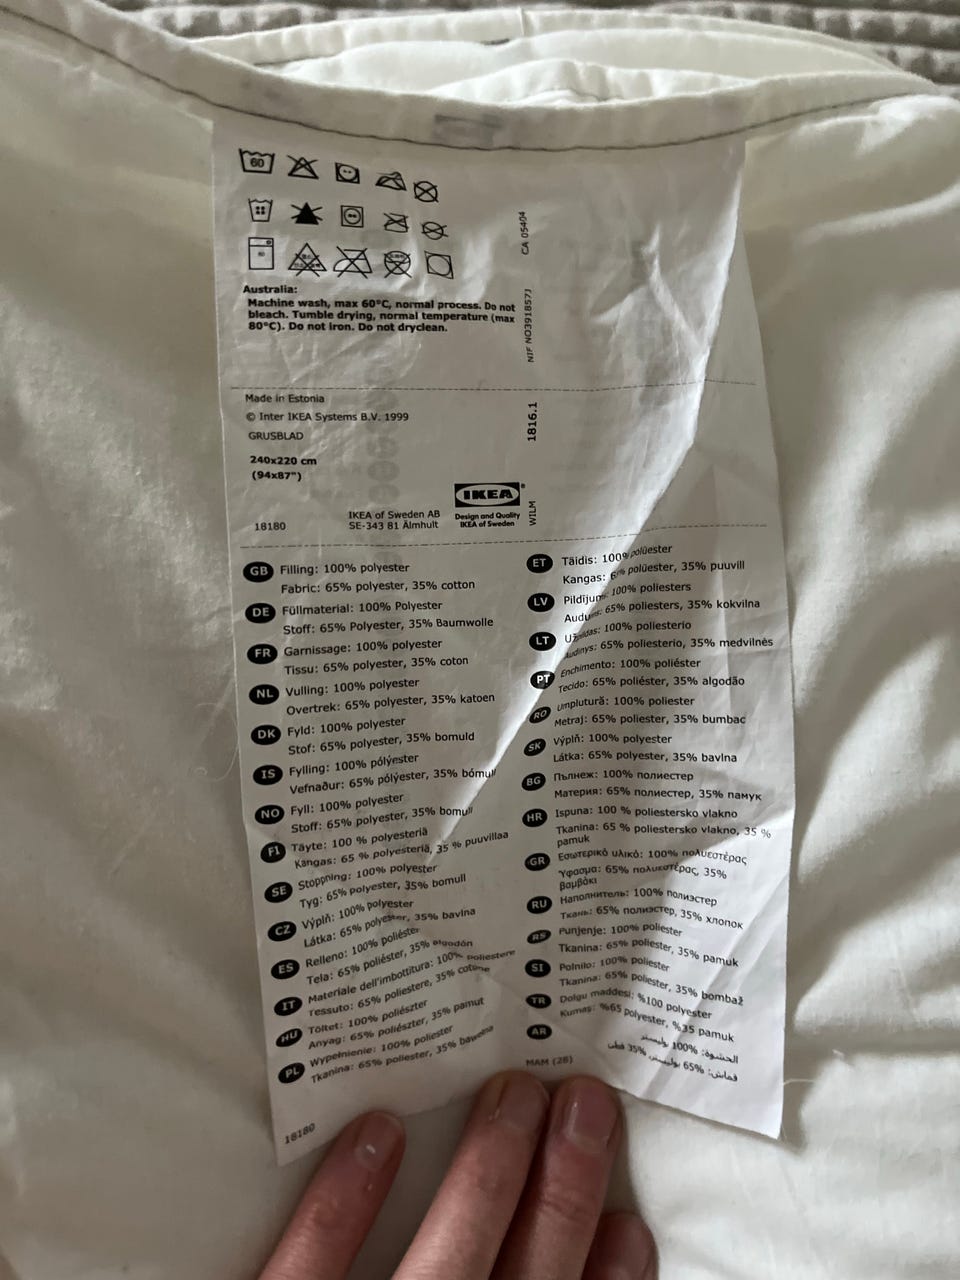 60
Australia:
Machine wash, max 60°C, normal process. Do not
bleach. Tumble drying, normal temperature (max
80°C). Do not iron. Do not dryclean.
CA 05404
NIF NO391857J
Made in Estonia
© Inter IKEA Systems B.V. 1999
GRUSBLAD
240x220 cm
(94x87")
18180
IKEA of Sweden AB
SE-343 81 Älmhult
IKEA
Design and Quality
IKEA of Sweden
1816.1
WILM
GB Filling: 100% polyester
Fabric: 65% polyester, 35% cotton
DE Füllmaterial: 100% Polyester
Stoff: 65% Polyester, 35% Baumwolle
FR Garnissage: 100% polyester
Tissu: 65% polyester, 35% coton
NL Vulling: 100% polyester
Overtrek: 65% polyester, 35% katoen
DK Fyld: 100% polyester
Stof: 65% polyester, 35% bomuld
IS Fylling: 100% pólýester
Vefnaður: 65% pólýester, 35% bómull
NO Fyll: 100% polyester
Stoff: 65% polyester, 35% bomull
FI Täyte: 100 % polyesteriä
Kangas: 65 % polyesteriä, 35 % puuvillaa
SE Stoppning: 100% polyester
Tyg: 65% polyester, 35% bomull
CZ Výplň: 100% polyester
Látka: 65% polyester, 35% bavlna
ES Relleno: 100% poliéster
Tela: 65% poliéster, 35% algodón
IT Materiale dell'imbottitura: 100% poliestere
Tessuto: 65% poliestere, 35% cotone
HU Töltet: 100% poliészter
Anyag: 65% poliészter, 35% pamut
PL Wypełnienie: 100% poliester
Tkanina: 65% poliester, 35% bawełna
18180
ET Täidis: 100% polüester
Kangas: 65% polüester, 35% puuvill
LV Pildījums: 100% poliesters
Audums: 65% poliesters, 35% kokvilna
LT Užpildas: 100% poliesterio
Audinys: 65% poliesterio, 35% medvilnės
PT Enchimento: 100% poliéster
Tecido: 65% poliéster, 35% algodão
RO Umplutură: 100% poliester
Metraj: 65% poliester, 35% bumbac
SK Výplň: 100% polyester
Látka: 65% polyester, 35% bavlna
BG Пълнеж: 100% полиестер
Материя: 65% полиестер, 35% памук
HR Ispuna: 100 % poliestersko vlakno
Tkanina: 65 % poliestersko vlakno, 35 %
pamuk
GR Εσωτερικό υλικό: 100% πολυεστέρας
Ύφασμα: 65% πολυεστέρας, 35%
βαμβάκι
RU Наполнитель: 100% полиэстер
Ткань: 65% полиэстер, 35% хлопок
RS Punjenje: 100% poliester
Tkanina: 65% poliester, 35% pamuk
SI Polnilo: 100% poliester
Tkanina: 65% poliester, 35% bombaž
TR Dolgu maddesi: %100 polyester
Kumaş: %65 polyester, %35 pamuk
AR الحشوة: 100% بوليستر
قماش: 65% بوليستر، 35% قطن
MAM (28)